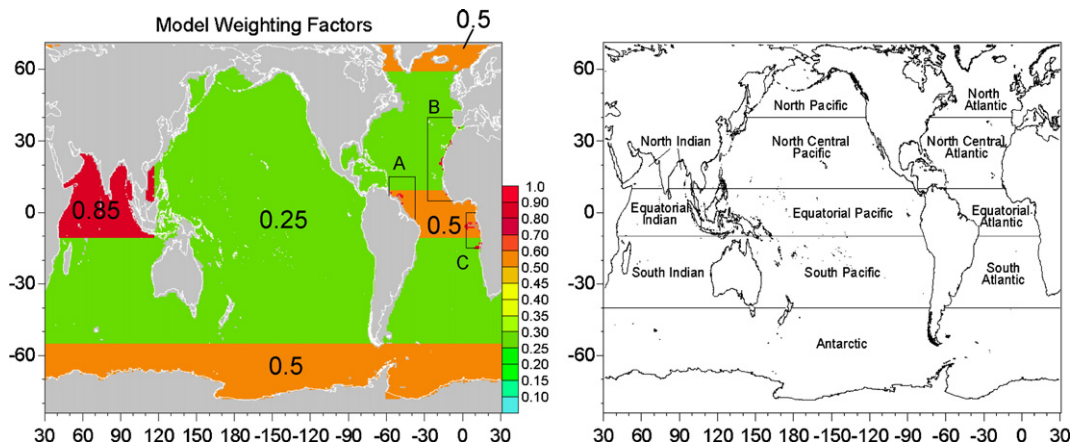 Model Weighting Factors
0.5
60
30
0
-30
-60
B
A
0.85
0.25
0.5
C
0.5
1.0
0.90
0.80
0.70
0.60
0.50
0.45
0.40
0.35
0.30
0.25
0.20
0.15
0.10
30 60 90 120 150 180 -150 -120 -90 -60 -30 0 30
60
30
0
-30
-60
North Pacific
North
Atlantic
North Indian
North Central
Pacific
North Central
Atlantic
Equatorial
Indian
Equatorial Pacific
Equatorial
Atlantic
South Indian
South Pacific
South
Atlantic
Antarctic
30 60 90 120 150 180 -150 -120 -90 -60 -30 0 30